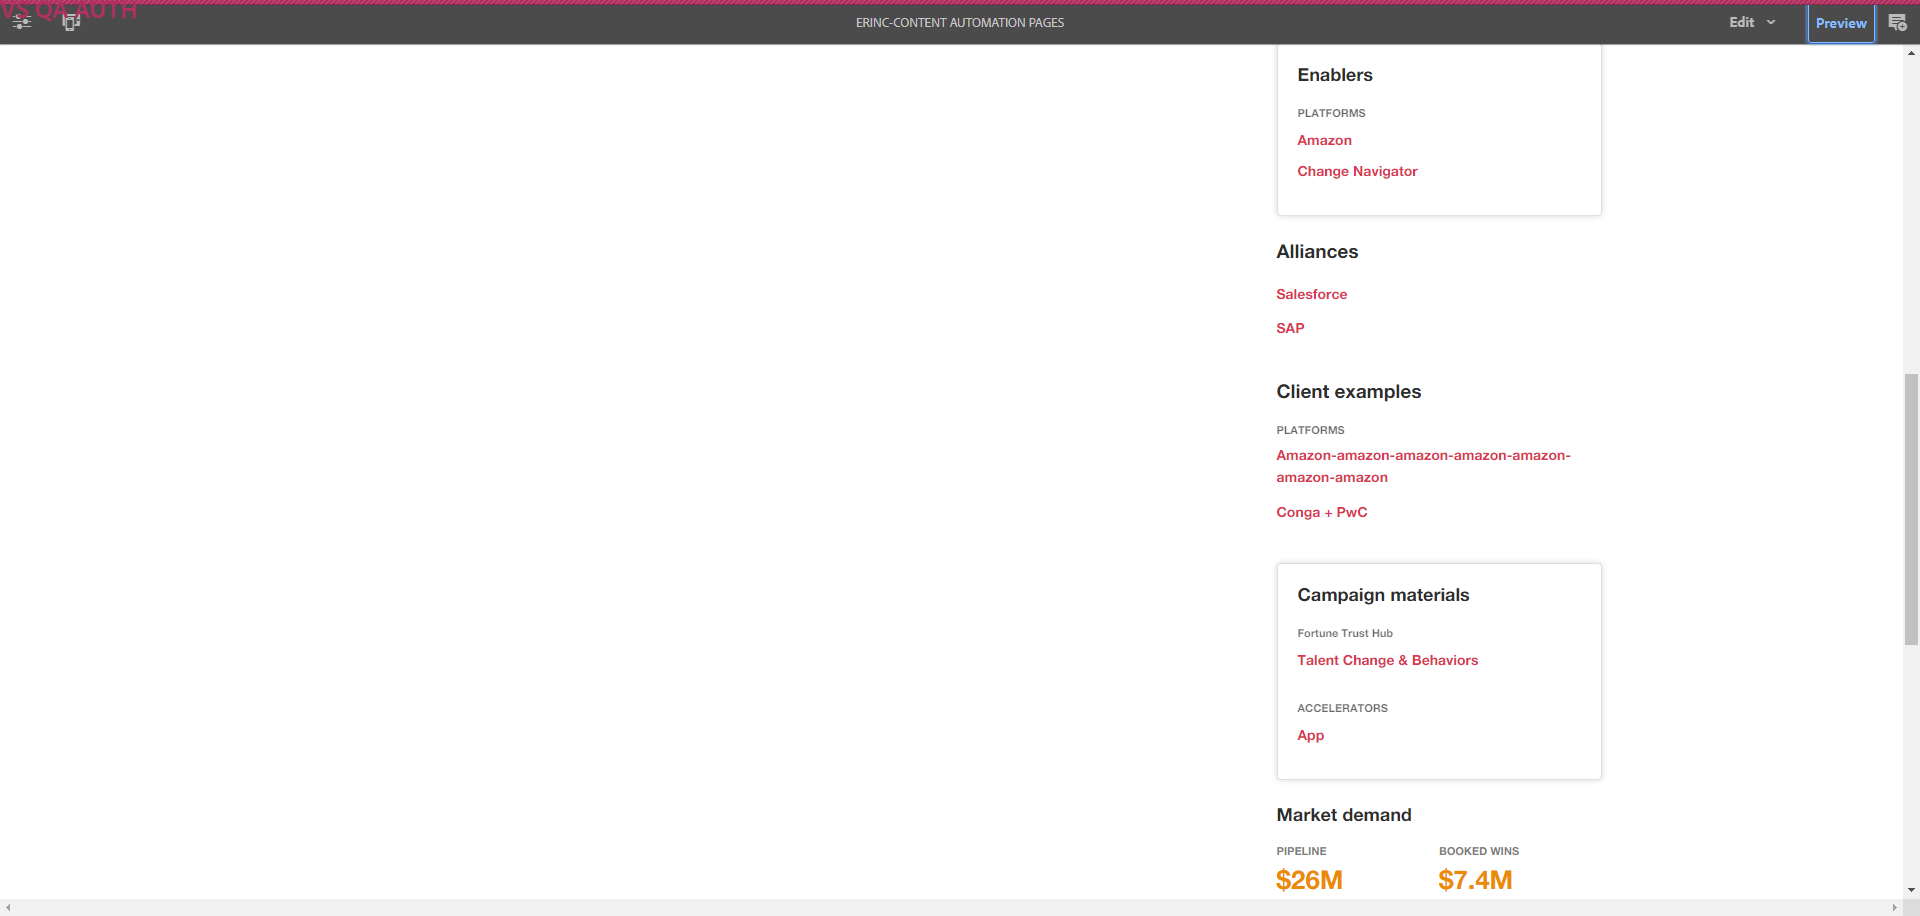 VS QA AUTH
ERINC-CONTENT AUTOMATION PAGES
Edit
Preview
Enablers
PLATFORMS
Amazon
Change Navigator
Alliances
Salesforce
SAP
Client examples
PLATFORMS
Amazon-amazon-amazon-amazon-amazon-
amazon-amazon
Conga + PwC
Campaign materials
Fortune Trust Hub
Talent Change & Behaviors
ACCELERATORS
App
Market demand
PIPELINE
BOOKED WINS
$26M
$7.4M